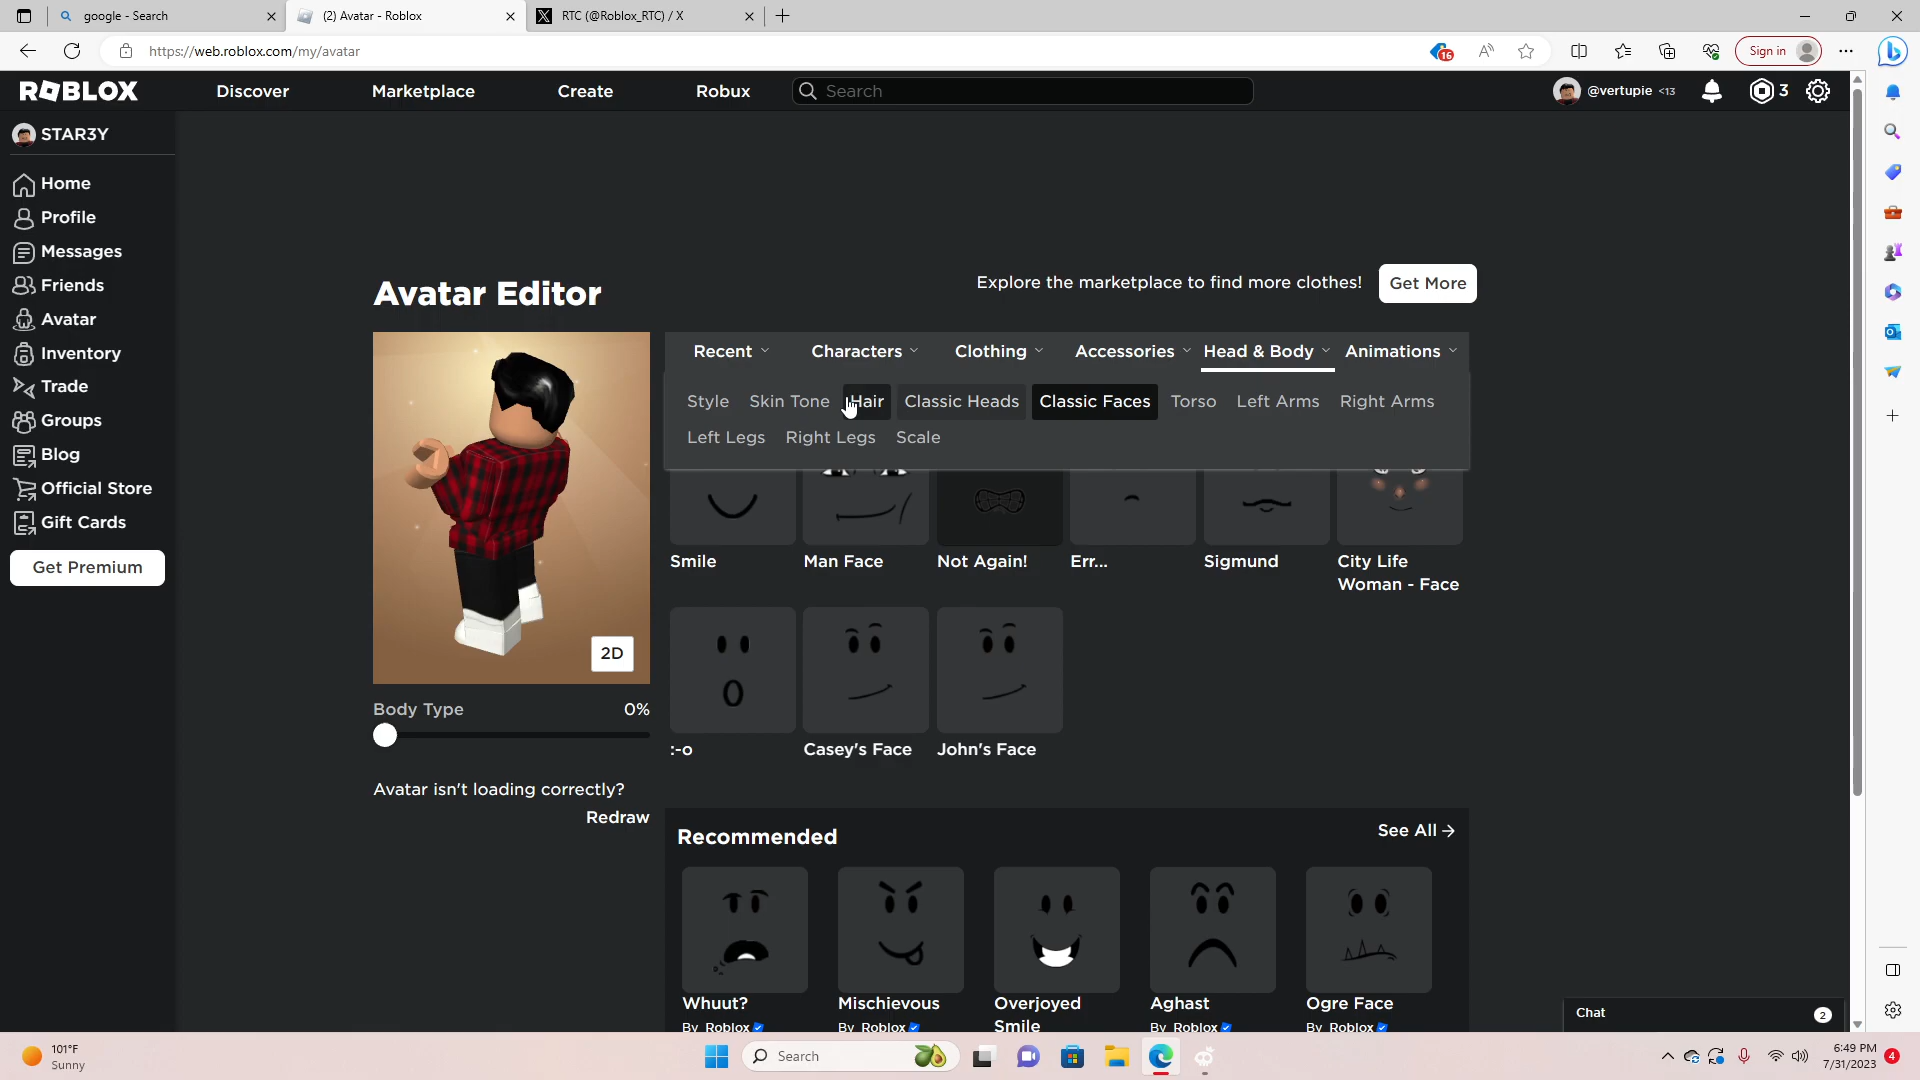 google - Search
(2) Avatar - Roblox
RTC (@Roblox_RTC) / X
https://web.roblox.com/my/avatar
16
Sign in
ROBLOX
Discover
Marketplace
Create
Robux
Search
@vertupie <13
3
STAR3Y
Home
Profile
Messages
Friends
Avatar
Inventory
Trade
Groups
Blog
Official Store
Gift Cards
Get Premium
Avatar Editor
Explore the marketplace to find more clothes!
Get More
Recent
Characters
Clothing
Accessories
Head & Body
Animations
Style
Skin Tone
Hair
Classic Heads
Classic Faces
Torso
Left Arms
Right Arms
Left Legs
Right Legs
Scale
2D
Body Type
0%
Avatar isn't loading correctly?
Redraw
Smile
Man Face
Not Again!
Err...
Sigmund
City Life
Woman - Face
:-o
Casey's Face
John's Face
Recommended
See All
Whuut?
By Roblox
Mischievous
By Roblox
Overjoyed
Smile
Aghast
By Roblox
Ogre Face
By Roblox
Chat
2
101°F
Sunny
Search
6:49 PM
7/31/2023
4